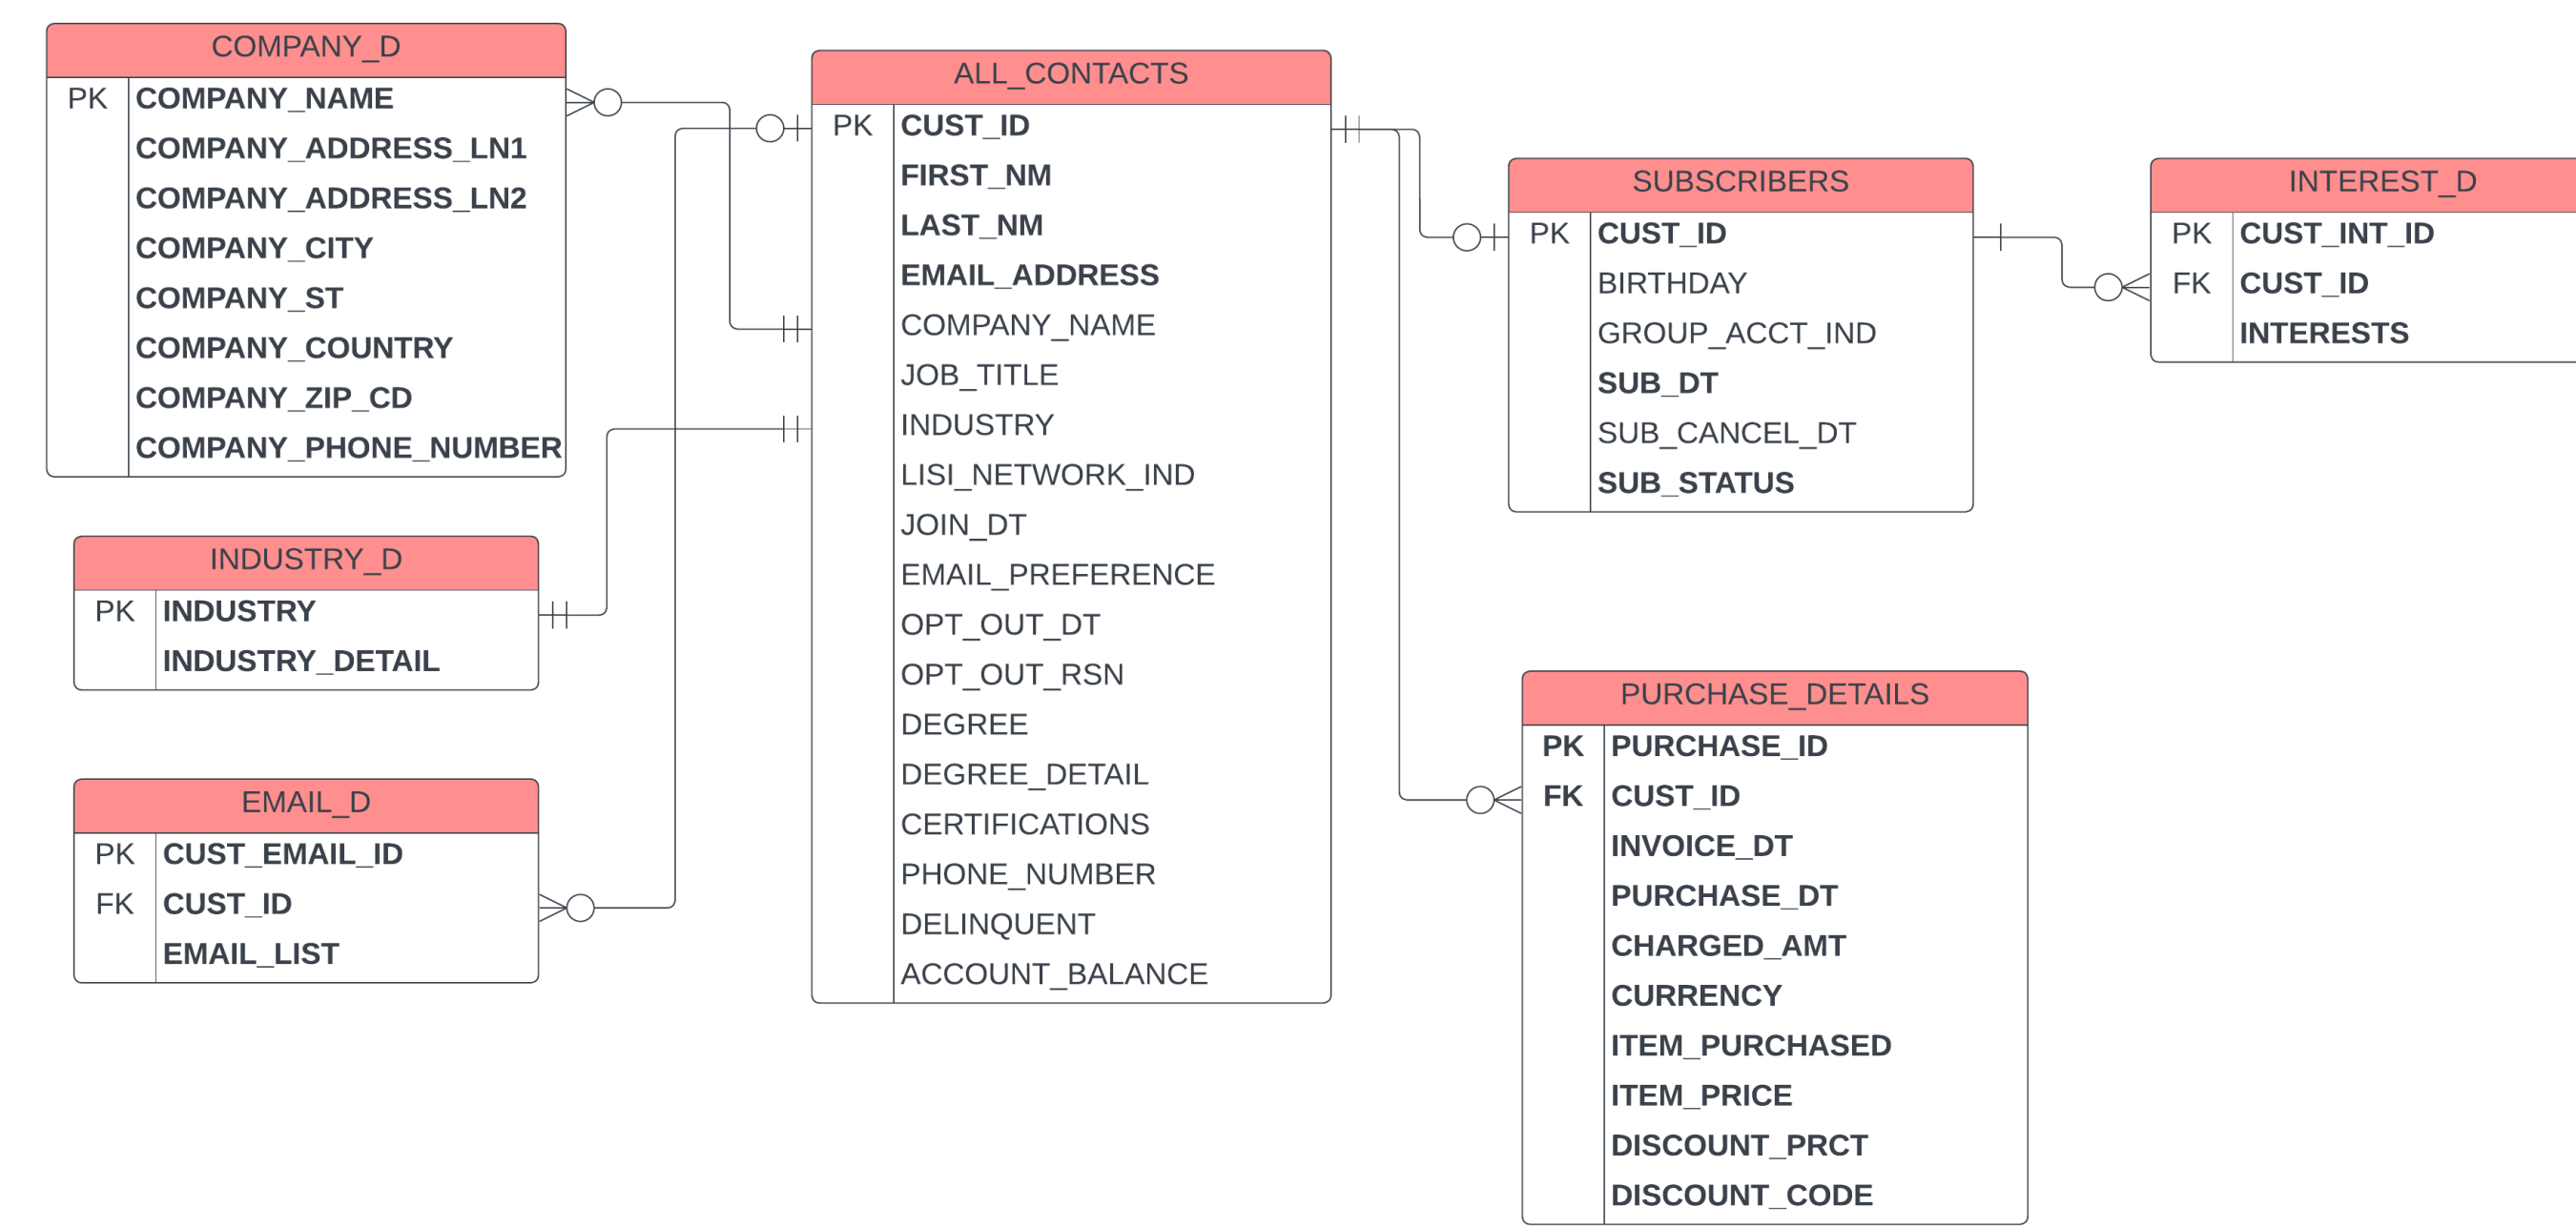 COMPANY_D
PK COMPANY_NAME
COMPANY_ADDRESS_LN1
COMPANY_ADDRESS_LN2
COMPANY_CITY
COMPANY_ST
COMPANY_COUNTRY
COMPANY_ZIP_CD
COMPANY_PHONE_NUMBER
INDUSTRY_D
PK INDUSTRY
INDUSTRY_DETAIL
EMAIL_D
PK CUST_EMAIL_ID
FK CUST_ID
EMAIL_LIST
ALL_CONTACTS
PK CUST_ID
FIRST_NM
LAST_NM
EMAIL_ADDRESS
COMPANY_NAME
JOB_TITLE
INDUSTRY
LISI_NETWORK_IND
JOIN_DT
EMAIL_PREFERENCE
OPT_OUT_DT
OPT_OUT_RSN
DEGREE
DEGREE_DETAIL
CERTIFICATIONS
PHONE_NUMBER
DELINQUENT
ACCOUNT_BALANCE
SUBSCRIBERS
PK CUST_ID
BIRTHDAY
GROUP_ACCT_IND
SUB_DT
SUB_CANCEL_DT
SUB_STATUS
INTEREST_D
PK CUST_INT_ID
FK CUST_ID
INTERESTS
PURCHASE_DETAILS
PK PURCHASE_ID
FK CUST_ID
INVOICE_DT
PURCHASE_DT
CHARGED_AMT
CURRENCY
ITEM_PURCHASED
ITEM_PRICE
DISCOUNT_PRCT
DISCOUNT_CODE